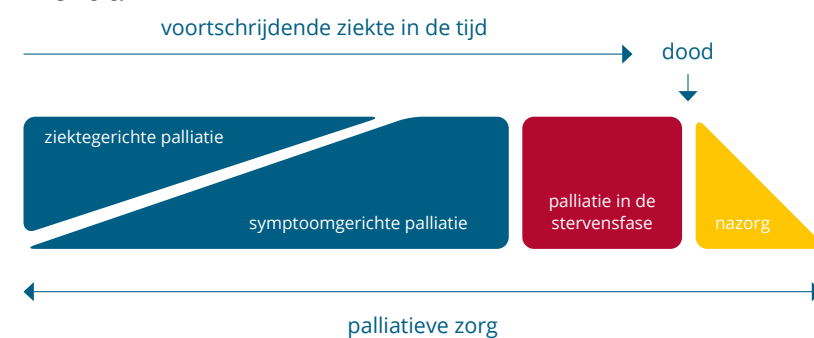 voortschrijdende ziekte in de tijd
dood
ziektegerichte palliatie
symptoomgerichte palliatie
palliatie in de
stervensfase
nazorg
palliatieve zorg